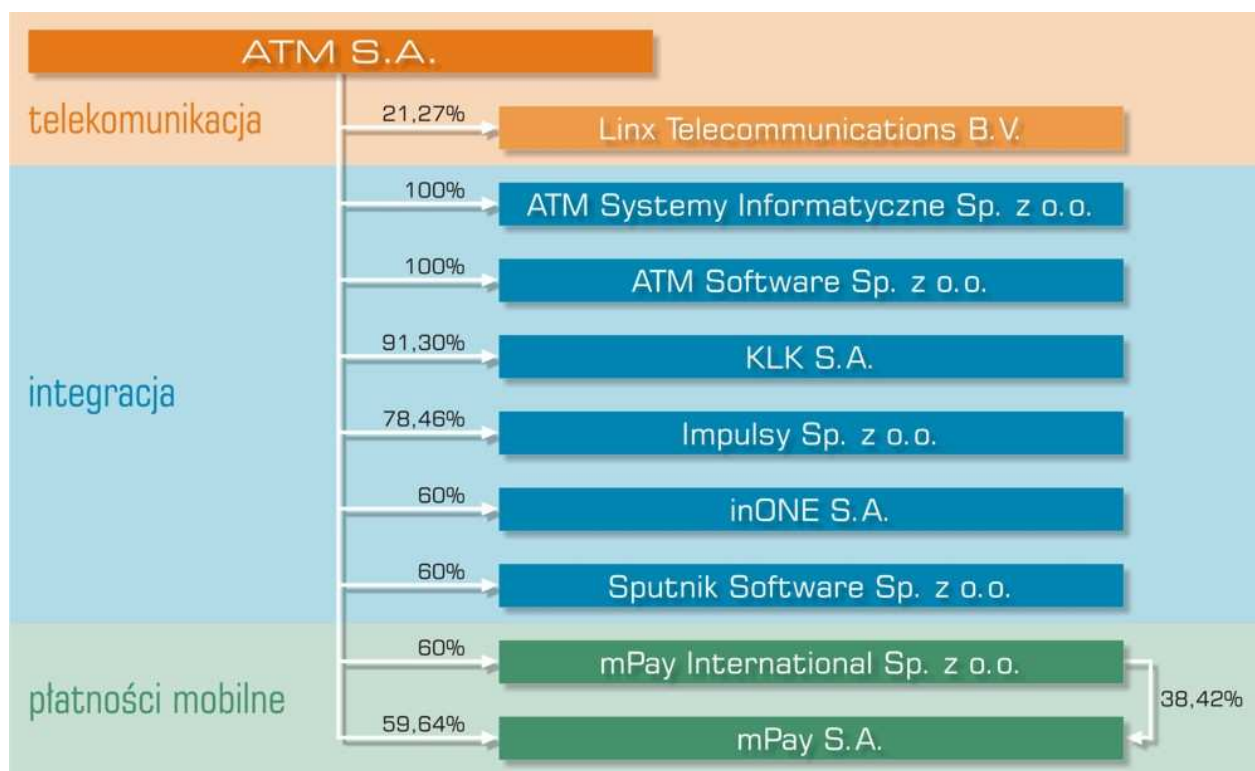 ATM S.A.
telekomunikacja
21,27%
Linx Telecommunications B.V.
100%
ATM Systemy Informatyczne Sp. z o.o.
100%
ATM Software Sp. z o.o.
91,30%
KLK S.A.
integracja
78,46%
Impulsy Sp. z o.o.
60%
inONE S.A.
60%
Sputnik Software Sp. z o.o.
60%
mPay International Sp. z o.o.
płatności mobilne
38,42%
59,64%
mPay S.A.